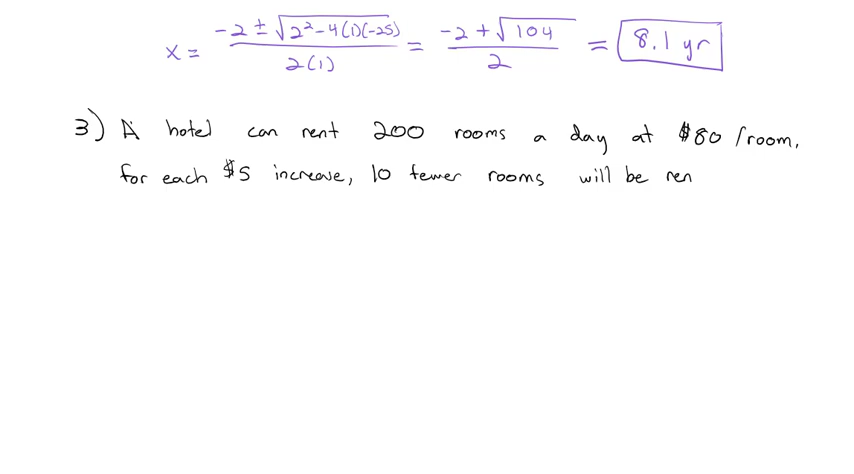 x = (-2 ± √(2² - 4(1)(-25))) / 2(1) = (-2 + √104) / 2 = 8.1 yr
3) A hotel can rent 200 rooms a day at $80/room,
for each $5 increase, 10 fewer rooms will be ren